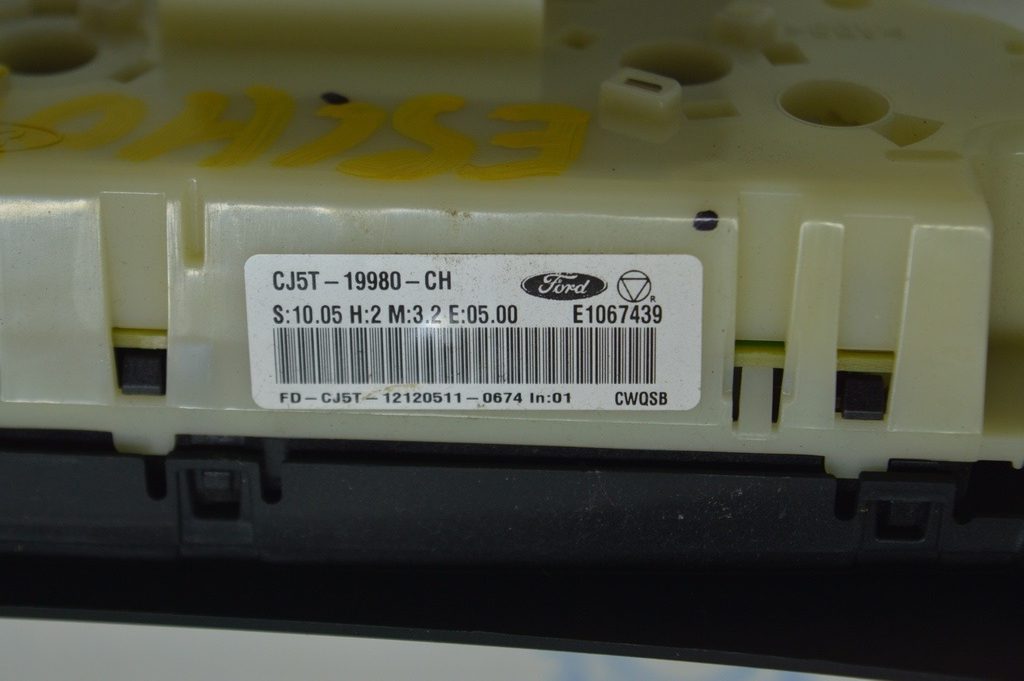 CJ5T-19980-CH
Ford
R
S:10.05 H:2 M:3.2 E:05.00 E1067439
FD-CJ5T-12120511-0674 In:01 CWQSB